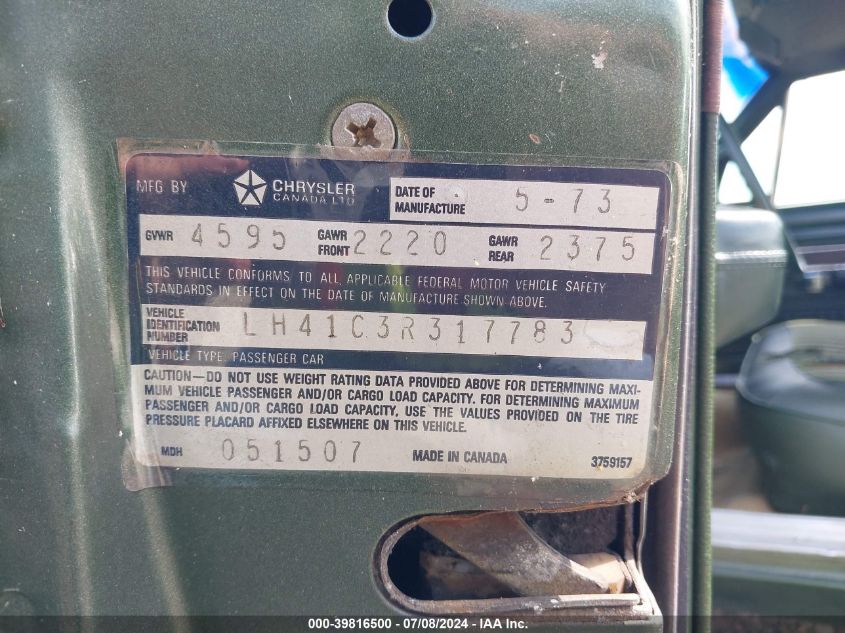 MFG BY CHRYSLER CANADA LTD DATE OF MANUFACTURE 5-73
GVWR 4595 GAWR FRONT 2220 GAWR REAR 2375
THIS VEHICLE CONFORMS TO ALL APPLICABLE FEDERAL MOTOR VEHICLE SAFETY
STANDARDS IN EFFECT ON THE DATE OF MANUFACTURE SHOWN ABOVE.
VEHICLE IDENTIFICATION NUMBER LH41C3R317783
VEHICLE TYPE: PASSENGER CAR
CAUTION—DO NOT USE WEIGHT RATING DATA PROVIDED ABOVE FOR DETERMINING MAXI-
MUM VEHICLE PASSENGER AND/OR CARGO LOAD CAPACITY. FOR DETERMINING MAXIMUM
PASSENGER AND/OR CARGO LOAD CAPACITY, USE THE VALUES PROVIDED ON THE TIRE
PRESSURE PLACARD AFFIXED ELSEWHERE ON THIS VEHICLE.
MDH 051507 MADE IN CANADA 3759157
000-39816500 - 07/08/2024 - IAA Inc.